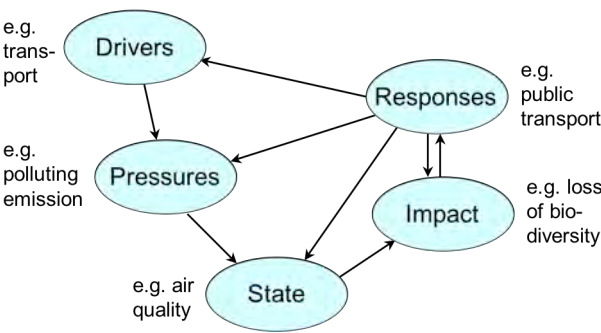 e.g.
trans-
port
Drivers
Responses
e.g.
public
transport
e.g.
polluting
emission
Pressures
Impact
e.g. loss
of bio-
diversity
e.g. air
quality
State